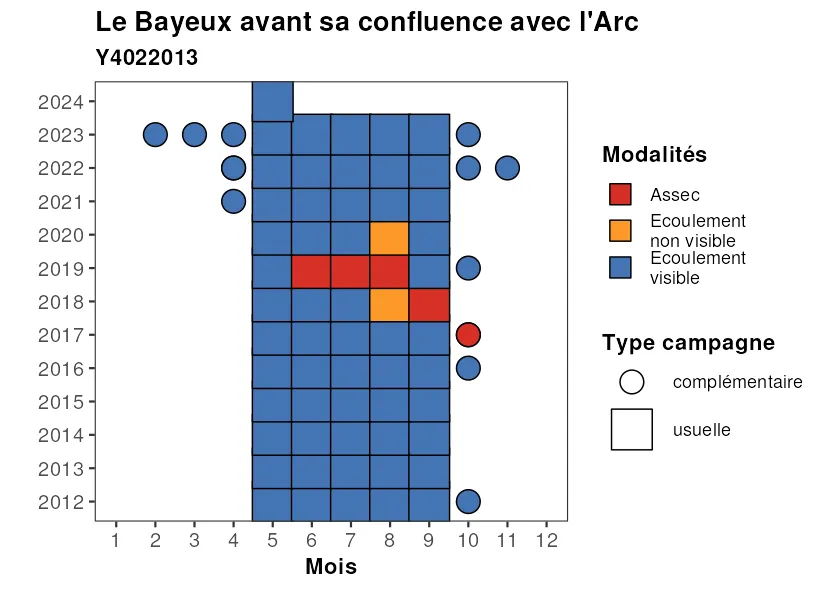 Le Bayeux avant sa confluence avec l'Arc
Y4022013
2024
2023
2022
2021
2020
2019
2018
2017
2016
2015
2014
2013
2012
1 2 3 4 5 6 7 8 9 10 11 12
Mois
Modalités
Assec
Ecoulement
non visible
Ecoulement
visible
Type campagne
complémentaire
usuelle